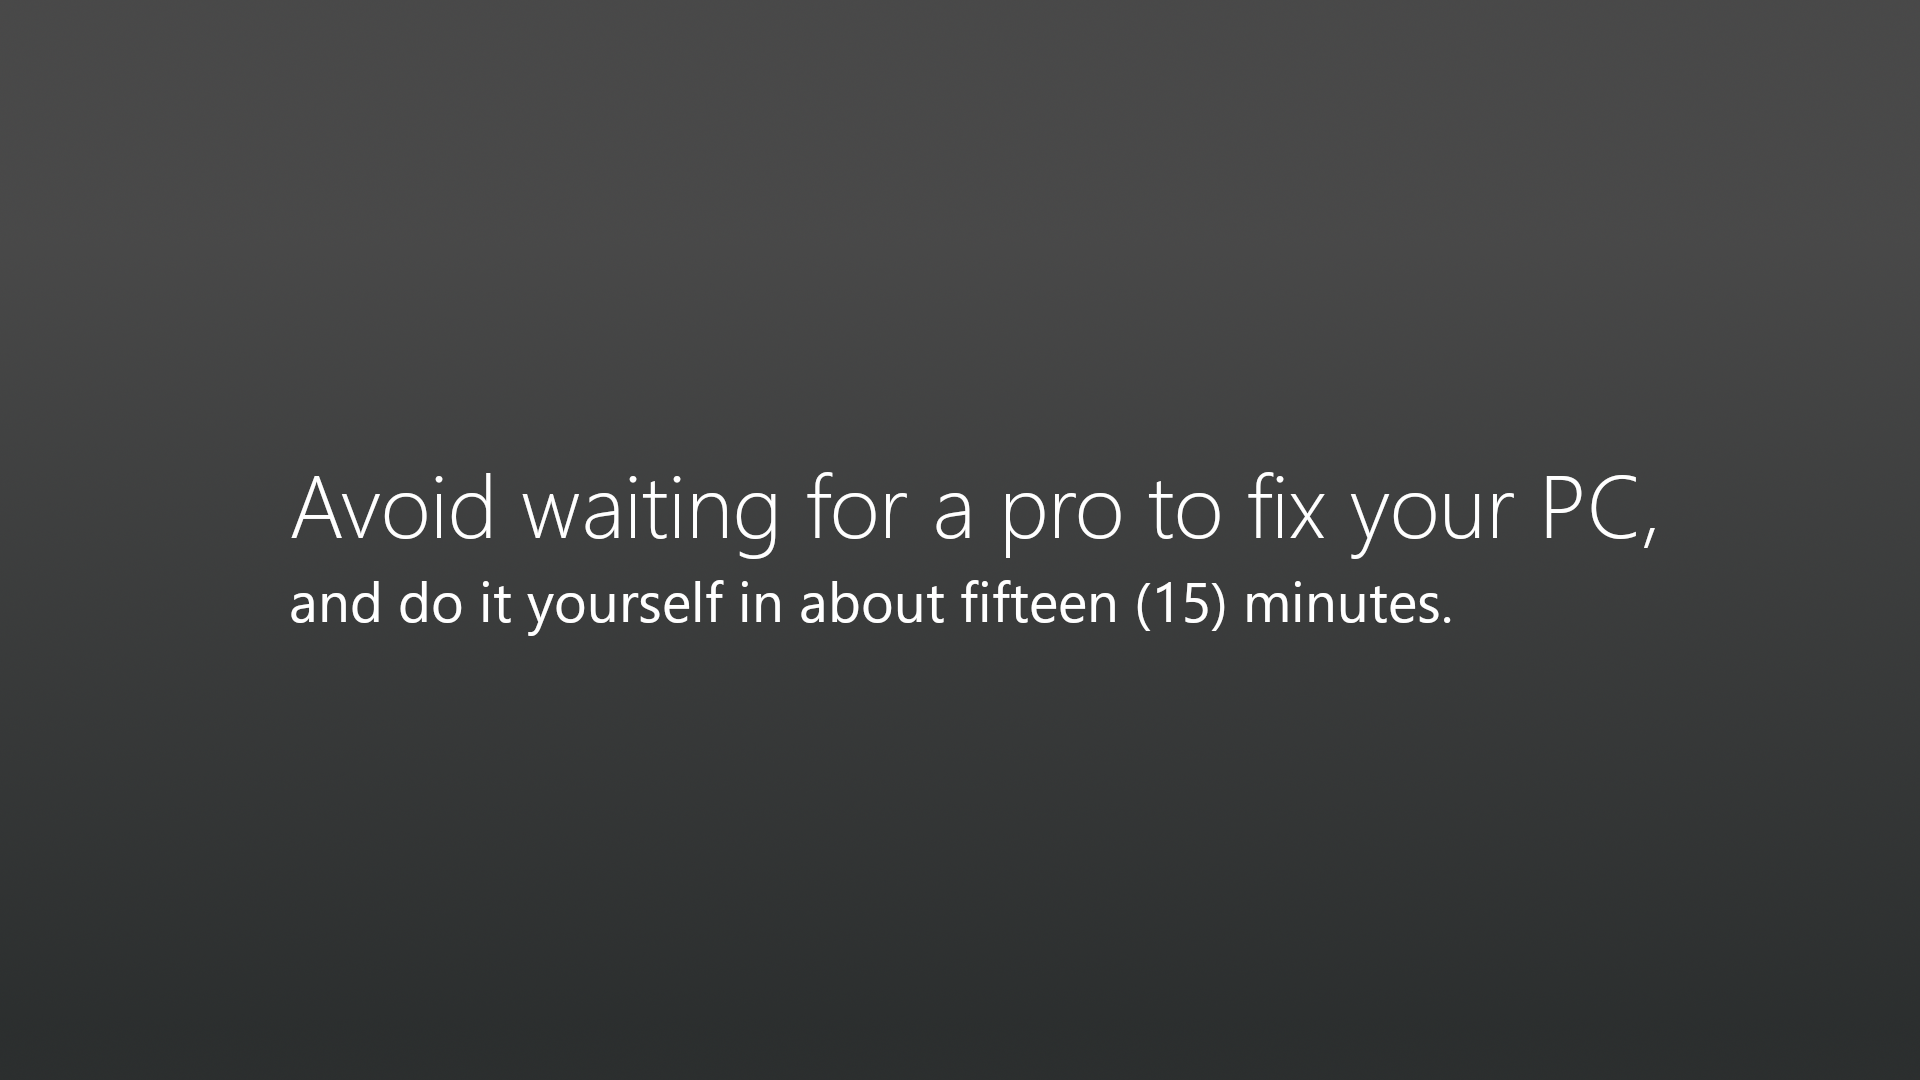 Avoid waiting for a pro to fix your PC,
and do it yourself in about fifteen (15) minutes.